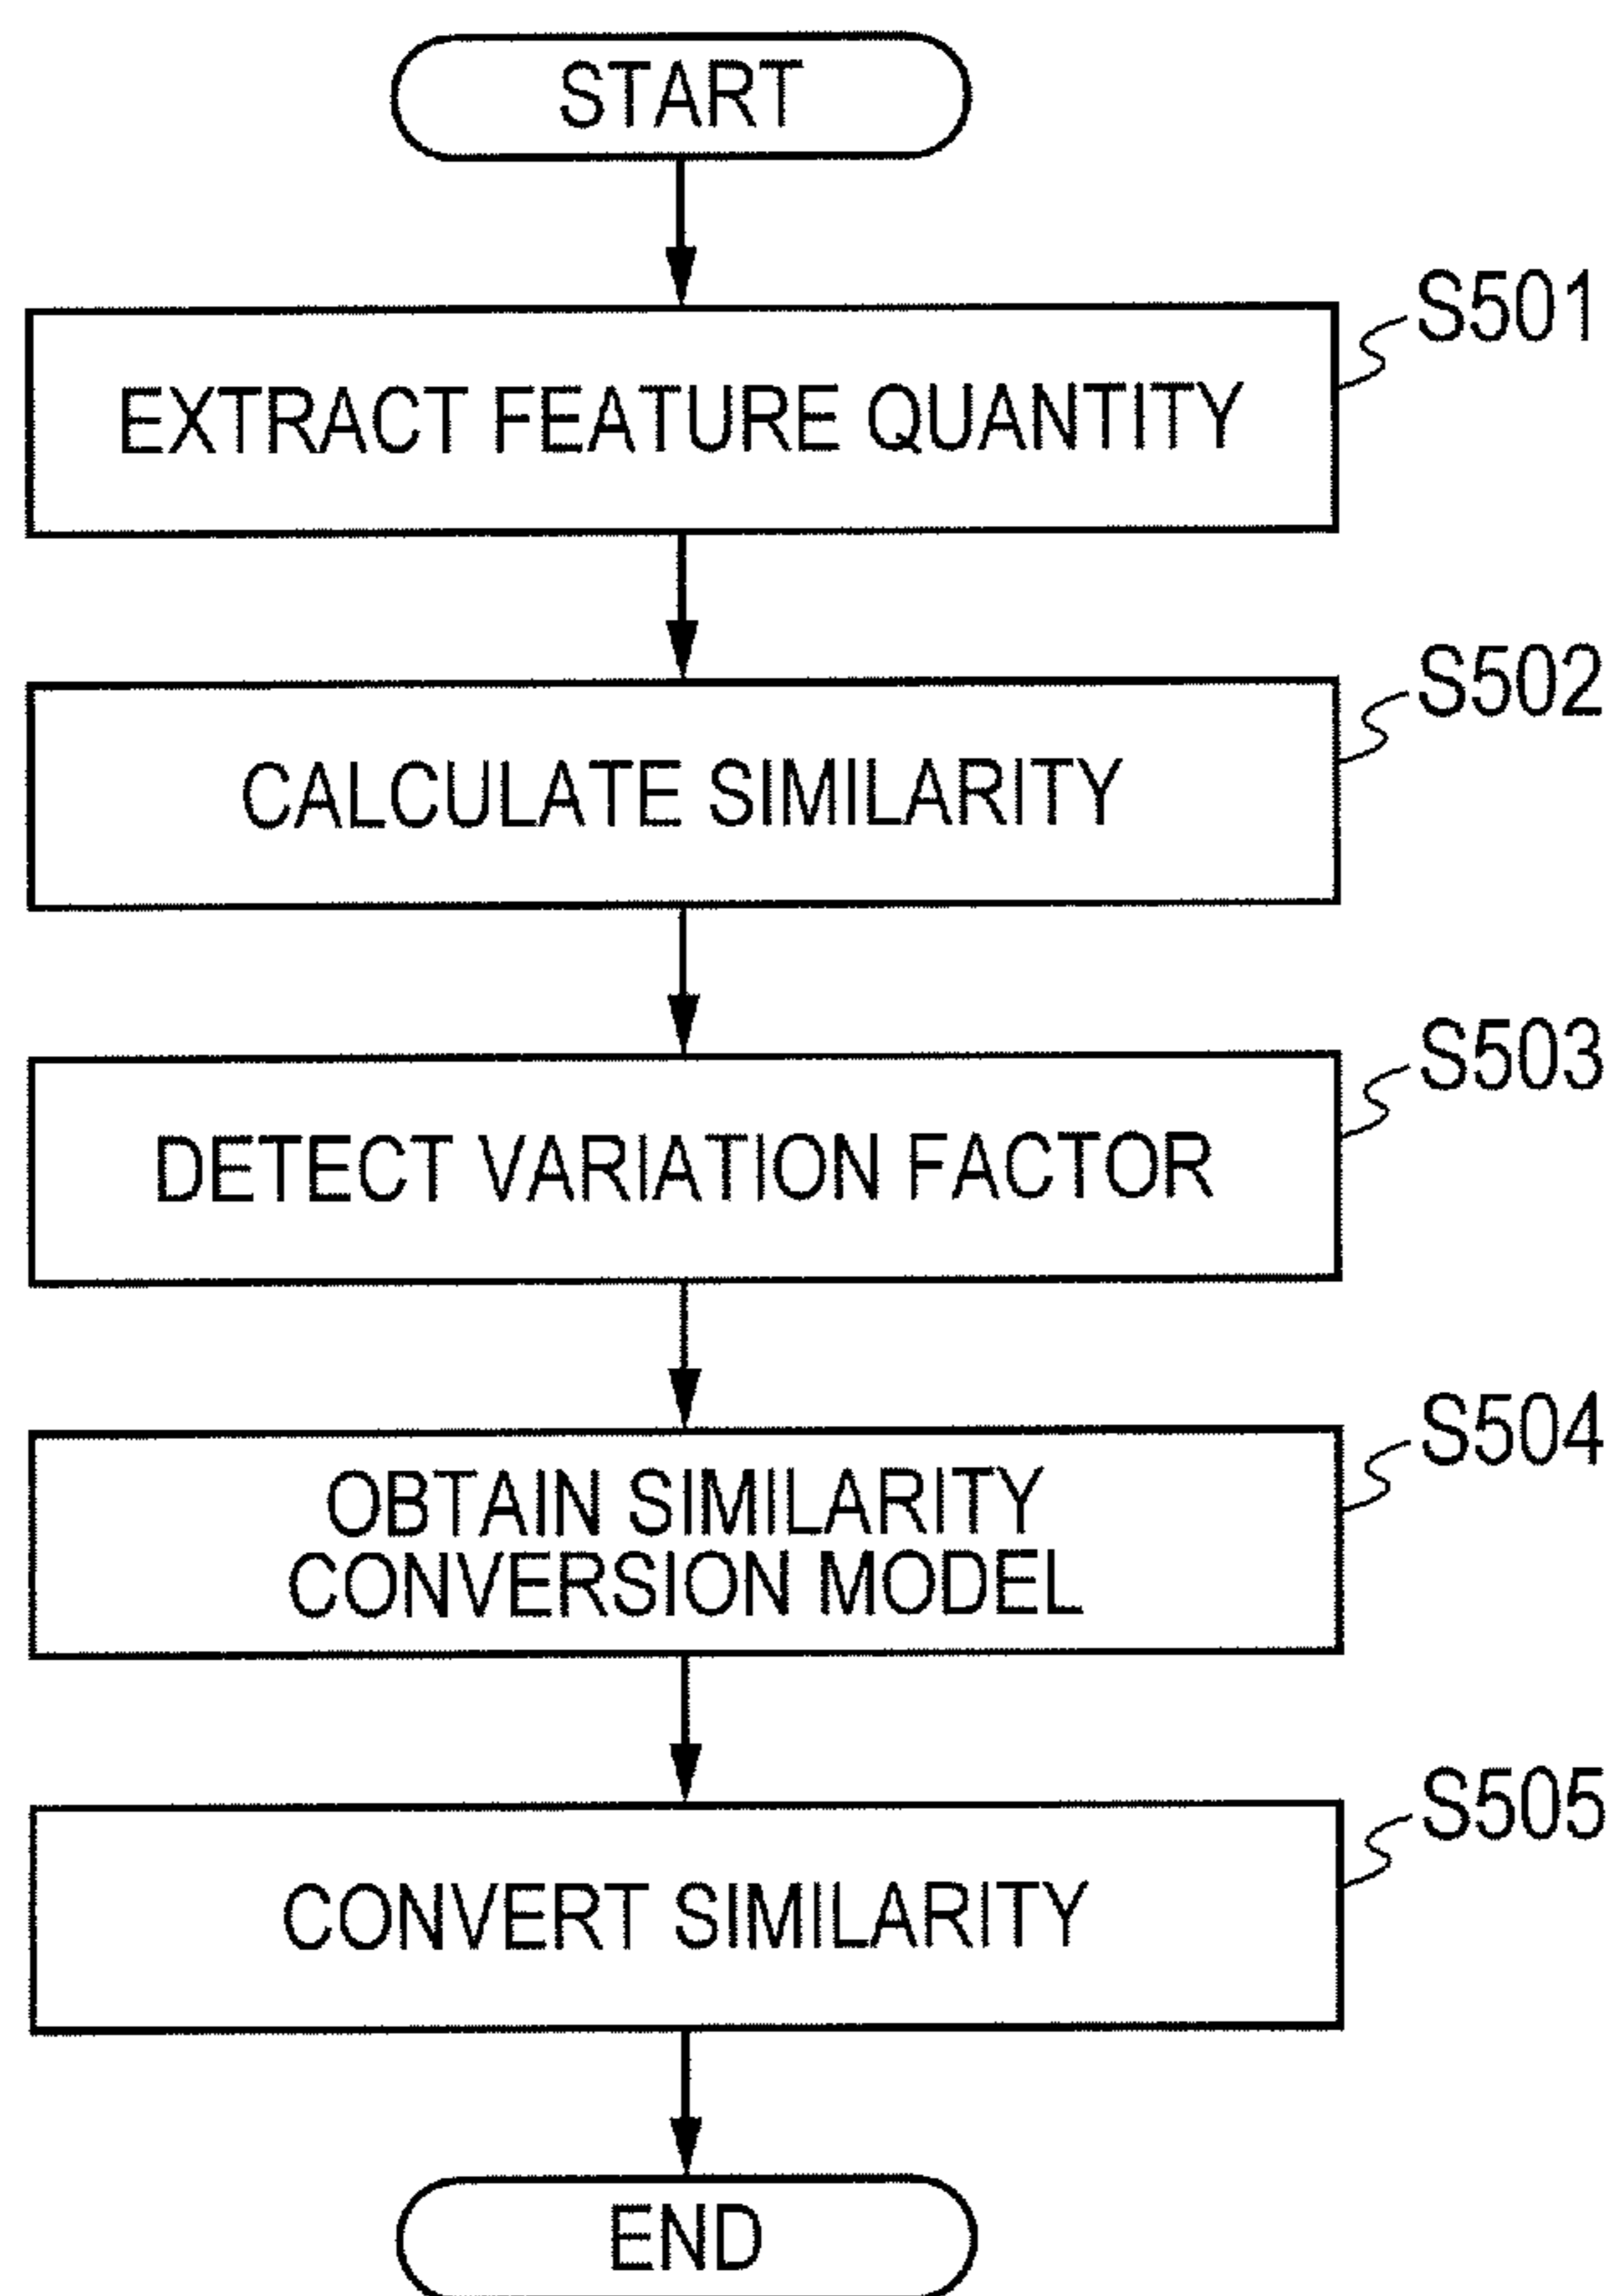 START
S501
EXTRACT FEATURE QUANTITY
S502
CALCULATE SIMILARITY
S503
DETECT VARIATION FACTOR
S504
OBTAIN SIMILARITY
CONVERSION MODEL
S505
CONVERT SIMILARITY
END